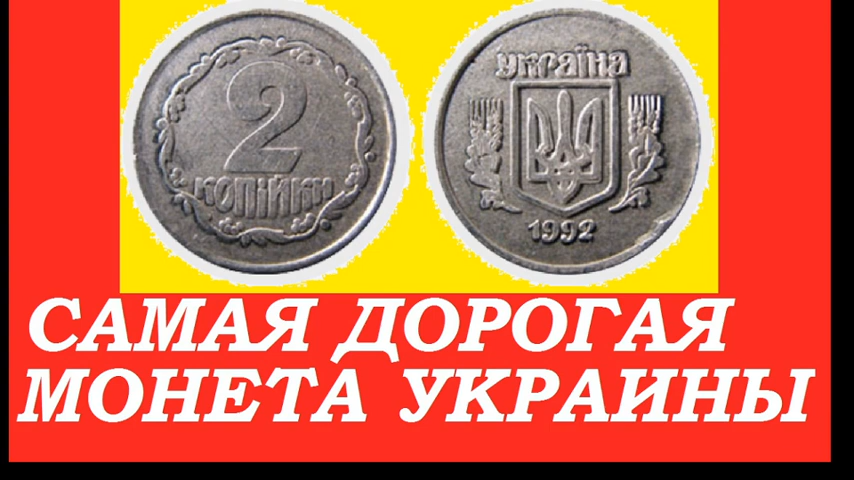 2
копійки
Україна
1992
САМАЯ ДОРОГАЯ
МОНЕТА УКРАИНЫ